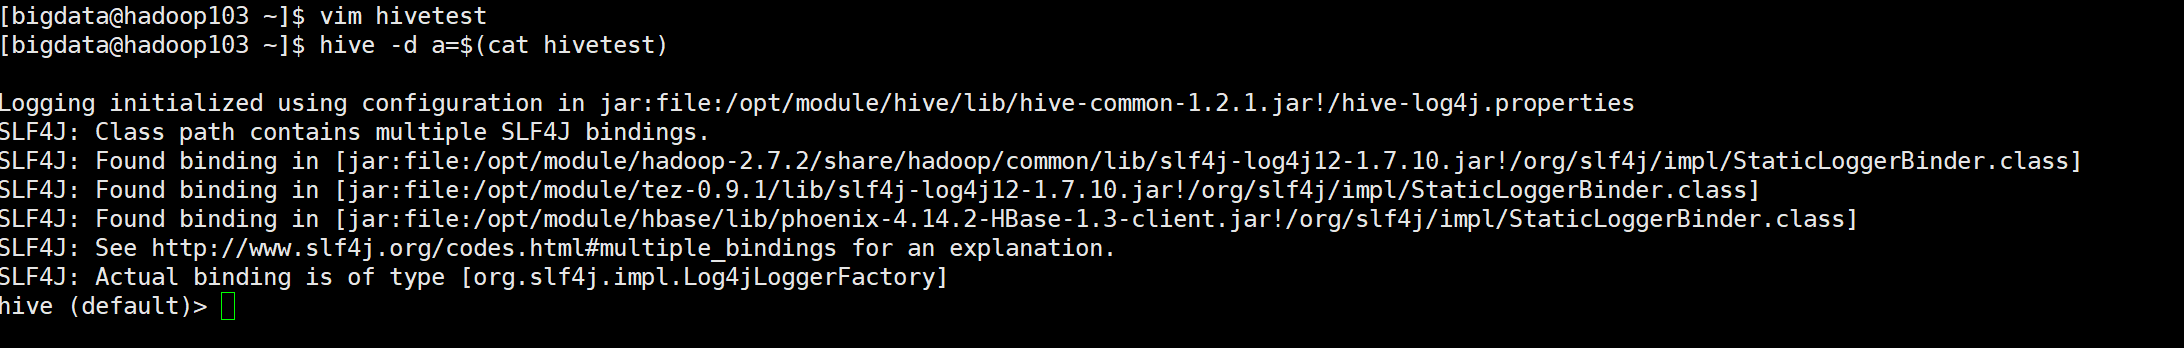 [bigdata@hadoop103 ~]$ vim hivetest
[bigdata@hadoop103 ~]$ hive -d a=$(cat hivetest)
Logging initialized using configuration in jar:file:/opt/module/hive/lib/hive-common-1.2.1.jar!/hive-log4j.properties
SLF4J: Class path contains multiple SLF4J bindings.
SLF4J: Found binding in [jar:file:/opt/module/hadoop-2.7.2/share/hadoop/common/lib/slf4j-log4j12-1.7.10.jar!/org/slf4j/impl/StaticLoggerBinder.class]
SLF4J: Found binding in [jar:file:/opt/module/tez-0.9.1/lib/slf4j-log4j12-1.7.10.jar!/org/slf4j/impl/StaticLoggerBinder.class]
SLF4J: Found binding in [jar:file:/opt/module/hbase/lib/phoenix-4.14.2-HBase-1.3-client.jar!/org/slf4j/impl/StaticLoggerBinder.class]
SLF4J: See http://www.slf4j.org/codes.html#multiple_bindings for an explanation.
SLF4J: Actual binding is of type [org.slf4j.impl.Log4jLoggerFactory]
hive (default)>